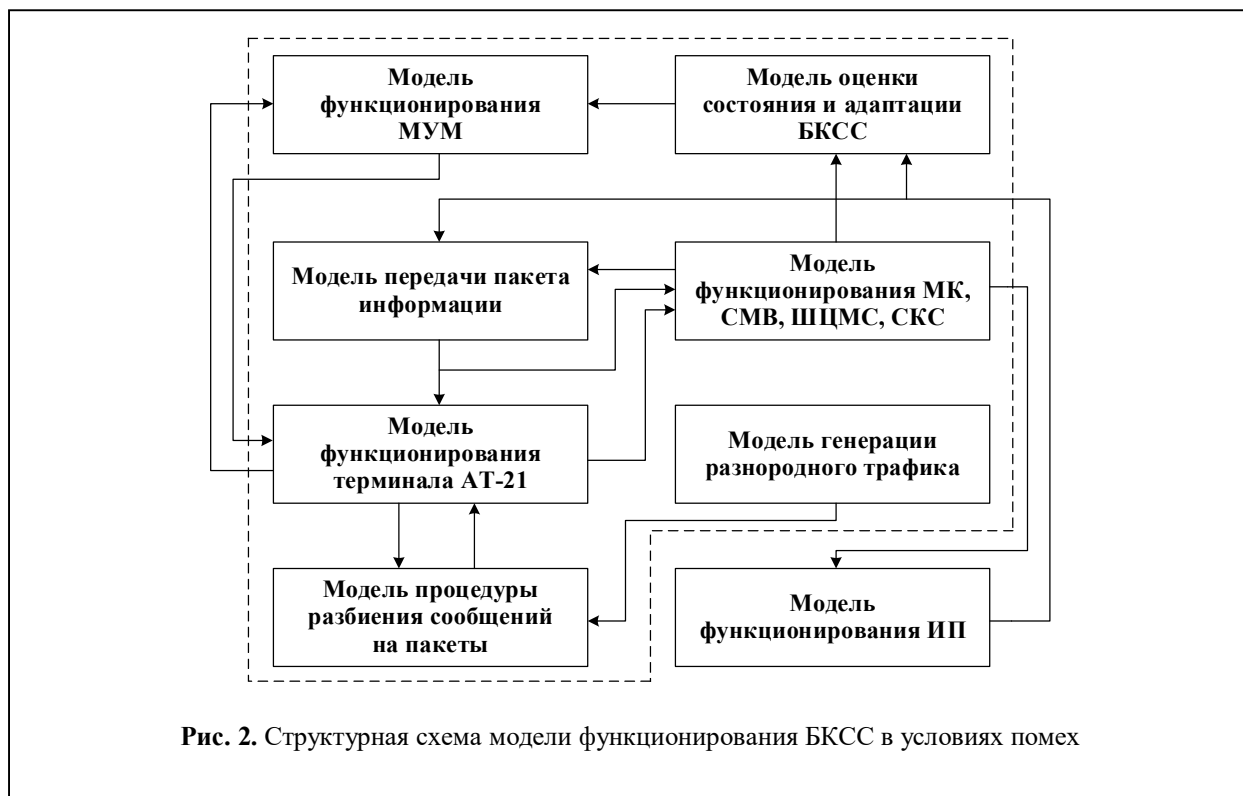 Модель
функционирования
МУМ
Модель оценки
состояния и адаптации
БКСС
Модель передачи пакета
информации
Модель
функционирования МК,
СМВ, ШЦМС, СКС
Модель
функционирования
терминала АТ-21
Модель генерации
разнородного трафика
Модель процедуры
разбиения сообщений
на пакеты
Модель
функционирования ИП
Рис. 2. Структурная схема модели функционирования БКСС в условиях помех